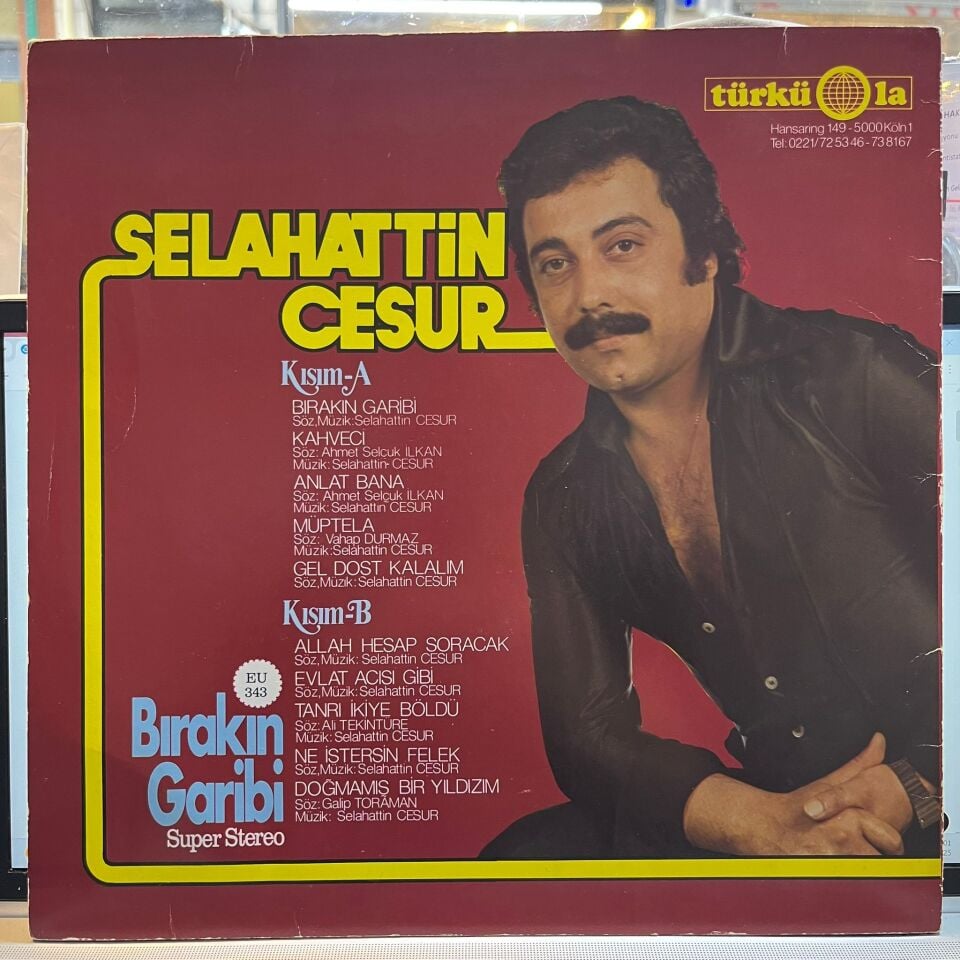 türkü la
Hansaring 149 - 5000 Köln 1
Tel: 0221/72 53 46 - 73 8167
SELAHATTiN
CESUR
Kısım-A
BIRAKIN GARİBİ
Söz, Müzik: Selahattin CESUR
KAHVECİ
Söz: Ahmet Selçuk İLKAN
Müzik: Selahattin- CESUR
ANLAT BANA
Söz: Ahmet Selçuk İLKAN
Müzik: Selahattin CESUR
MÜPTELA
Söz: Vahap DURMAZ
Müzik: Selahattin CESUR
GEL DOST KALALIM
Söz, Müzik: Selahattin CESUR
Kısım-B
ALLAH HESAP SORACAK
Söz, Müzik: Selahattin CESUR
EVLAT ACISI GİBİ
Söz, Müzik: Selahattin CESUR
TANRI İKİYE BÖLDÜ
Söz: Ali TEKİNTÜRE
Müzik: Selahattin CESUR
NE İSTERSİN FELEK
Söz, Müzik: Selahattin CESUR
DOĞMAMIŞ BİR YILDIZIM
Söz: Galip TORAMAN
Müzik: Selahattin CESUR
EU
343
Bırakın
Garibi
Super Stereo